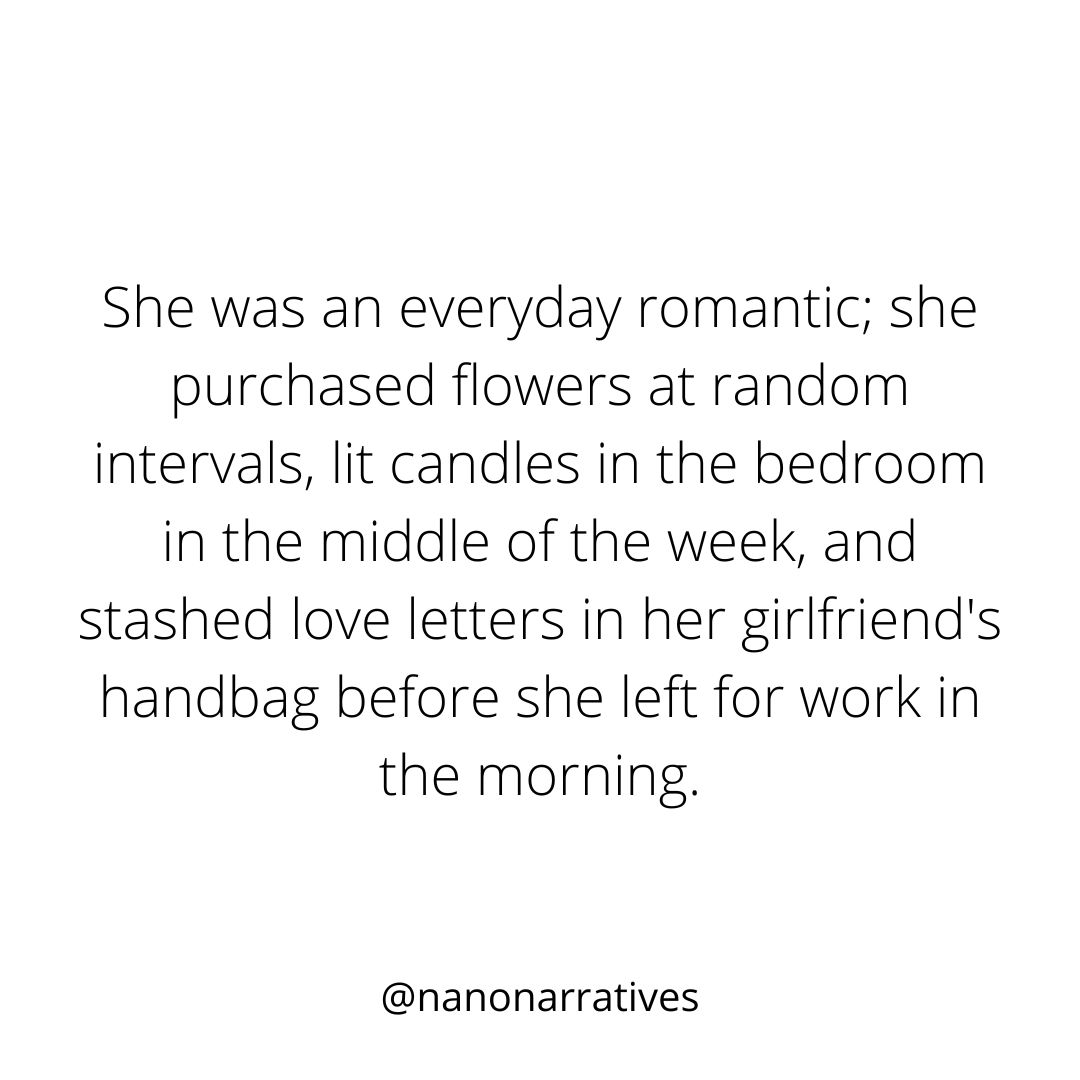 She was an everyday romantic; she
purchased flowers at random
intervals, lit candles in the bedroom
in the middle of the week, and
stashed love letters in her girlfriend's
handbag before she left for work in
the morning.
@nanonarratives